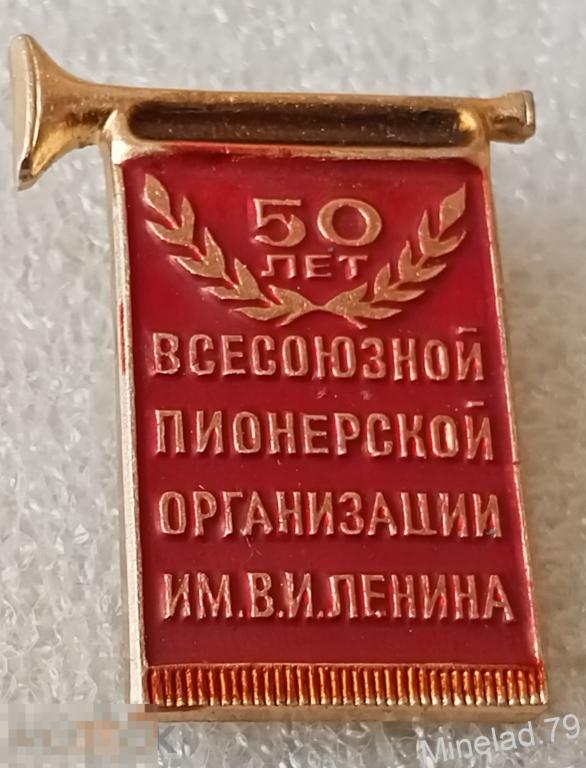 50
ЛЕТ
ВСЕСОЮЗНОЙ
ПИОНЕРСКОЙ
ОРГАНИЗАЦИИ
ИМ.В.И.ЛЕНИНА
Minelad.79